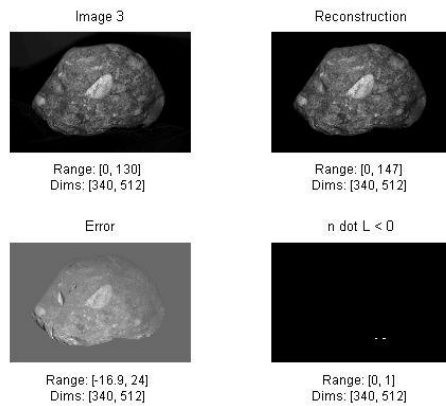 Image 3
Reconstruction
Range: [0, 130]
Dims: [340, 512]
Range: [0, 147]
Dims: [340, 512]
Error
n dot L < 0
Range: [-16.9, 24]
Dims: [340, 512]
Range: [0, 1]
Dims: [340, 512]